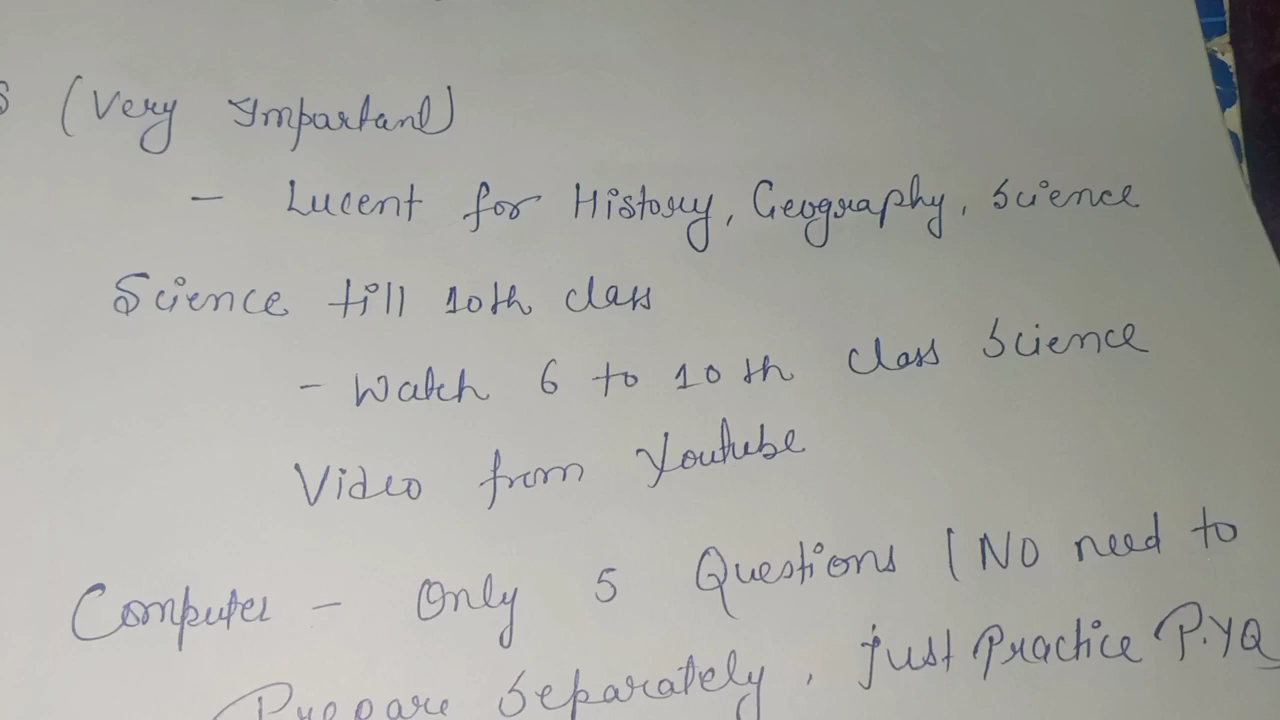 (Very Important)
- Lucent for History, Geography, Science
Science till 10th class
- Watch 6 to 10th class Science
Video from Youtube
Computer - Only 5 Questions (No need to
Prepare Separately, just Practice P.YQ